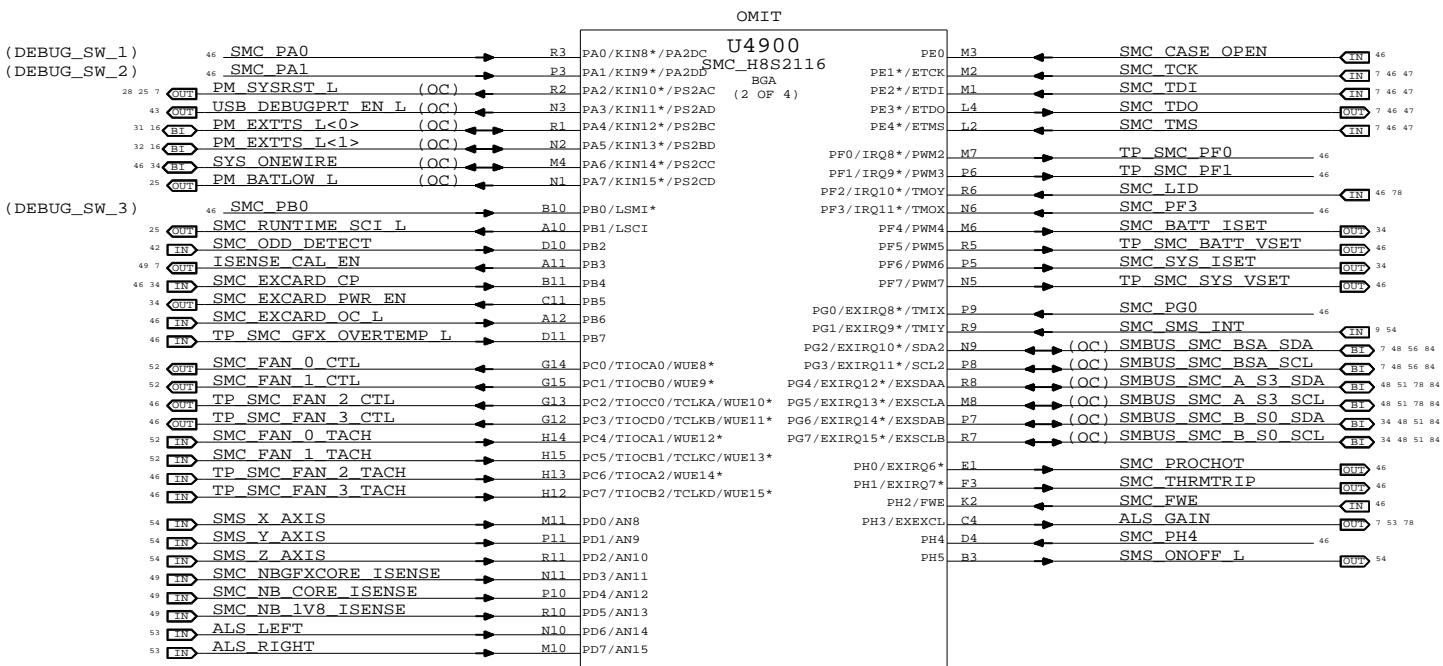 OMIT
U4900
SMC_H8S2116
BGA
(2 OF 4)
(DEBUG_SW_1) 46 SMC_PA0 R3 PA0/KIN8*/PA2DC
(DEBUG_SW_2) 46 SMC_PA1 P3 PA1/KIN9*/PA2DD
28 25 7 OUT PM_SYSRST_L (OC) R2 PA2/KIN10*/PS2AC
43 OUT USB_DEBUGPRT_EN_L (OC) N3 PA3/KIN11*/PS2AD
31 16 BI PM_EXTTS_L<0> (OC) R1 PA4/KIN12*/PS2BC
32 16 BI PM_EXTTS_L<1> (OC) N2 PA5/KIN13*/PS2BD
46 34 BI SYS_ONEWIRE (OC) M4 PA6/KIN14*/PS2CC
25 OUT PM_BATLOW_L (OC) N1 PA7/KIN15*/PS2CD
(DEBUG_SW_3) 46 SMC_PB0 B10 PB0/LSMI*
25 OUT SMC_RUNTIME_SCI_L A10 PB1/LSCI
42 IN SMC_ODD_DETECT D10 PB2
49 7 OUT ISENSE_CAL_EN A11 PB3
46 34 IN SMC_EXCARD_CP B11 PB4
34 OUT SMC_EXCARD_PWR_EN C11 PB5
46 IN SMC_EXCARD_OC_L A12 PB6
46 IN TP_SMC_GFX_OVERTEMP_L D11 PB7
52 OUT SMC_FAN_0_CTL G14 PC0/TIOCA0/WUE8*
52 OUT SMC_FAN_1_CTL G15 PC1/TIOCB0/WUE9*
46 OUT TP_SMC_FAN_2_CTL G13 PC2/TIOCC0/TCLKA/WUE10*
46 OUT TP_SMC_FAN_3_CTL G12 PC3/TIOCD0/TCLKB/WUE11*
52 IN SMC_FAN_0_TACH H14 PC4/TIOCA1/WUE12*
52 IN SMC_FAN_1_TACH H15 PC5/TIOCB1/TCLKC/WUE13*
46 IN TP_SMC_FAN_2_TACH H13 PC6/TIOCA2/WUE14*
46 IN TP_SMC_FAN_3_TACH H12 PC7/TIOCB2/TCLKD/WUE15*
54 IN SMS_X_AXIS M11 PD0/AN8
54 IN SMS_Y_AXIS P11 PD1/AN9
54 IN SMS_Z_AXIS R11 PD2/AN10
49 IN SMC_NBGFXCORE_ISENSE N11 PD3/AN11
49 IN SMC_NB_CORE_ISENSE P10 PD4/AN12
49 IN SMC_NB_1V8_ISENSE R10 PD5/AN13
53 IN ALS_LEFT N10 PD6/AN14
53 IN ALS_RIGHT M10 PD7/AN15
PE0 M3 SMC_CASE_OPEN IN 46
PE1*/ETCK M2 SMC_TCK IN 7 46 47
PE2*/ETDI M1 SMC_TDI IN 7 46 47
PE3*/ETDO L4 SMC_TDO OUT 7 46 47
PE4*/ETMS L2 SMC_TMS IN 7 46 47
PF0/IRQ8*/PWM2 M7 TP_SMC_PF0 46
PF1/IRQ9*/PWM3 P6 TP_SMC_PF1 46
PF2/IRQ10*/TMOY R6 SMC_LID IN 46 78
PF3/IRQ11*/TMOX N6 SMC_PF3 46
PF4/PWM4 M6 SMC_BATT_ISET OUT 34
PF5/PWM5 R5 TP_SMC_BATT_VSET OUT 46
PF6/PWM6 P5 SMC_SYS_ISET OUT 34
PF7/PWM7 N5 TP_SMC_SYS_VSET OUT 46
PG0/EXIRQ8*/TMIX P9 SMC_PG0 46
PG1/EXIRQ9*/TMIY R9 SMC_SMS_INT IN 9 54
PG2/EXIRQ10*/SDA2 N9 (OC) SMBUS_SMC_BSA_SDA BI 7 48 56 84
PG3/EXIRQ11*/SCL2 P8 (OC) SMBUS_SMC_BSA_SCL BI 7 48 56 84
PG4/EXIRQ12*/EXSDAA R8 (OC) SMBUS_SMC_A_S3_SDA BI 48 51 78 84
PG5/EXIRQ13*/EXSCLA M8 (OC) SMBUS_SMC_A_S3_SCL BI 48 51 78 84
PG6/EXIRQ14*/EXSDAB P7 (OC) SMBUS_SMC_B_S0_SDA BI 34 48 51 84
PG7/EXIRQ15*/EXSCLB R7 (OC) SMBUS_SMC_B_S0_SCL BI 34 48 51 84
PH0/EXIRQ6* E1 SMC_PROCHOT OUT 46
PH1/EXIRQ7* F3 SMC_THRMTRIP OUT 46
PH2/FWE K2 SMC_FWE IN 46
PH3/EXEXCL C4 ALS_GAIN OUT 7 53 78
PH4 D4 SMC_PH4 46
PH5 B3 SMS_ONOFF_L OUT 54